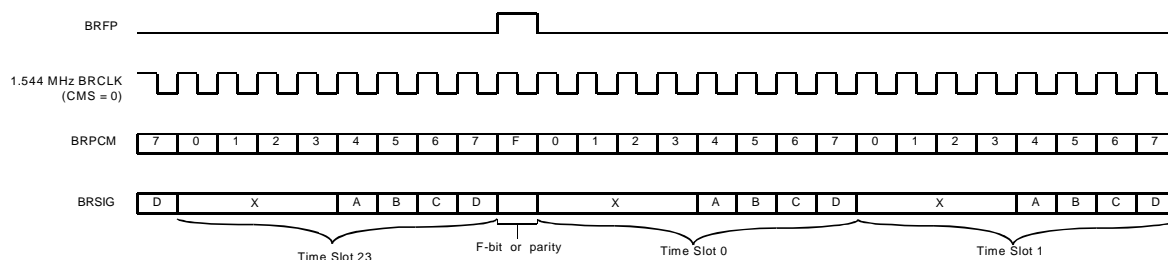 BRFP
1.544 MHz BRCLK
(CMS = 0)
BRPCM 7 0 1 2 3 4 5 6 7 F 0 1 2 3 4 5 6 7 0 1 2 3 4 5 6 7
BRSIG D X A B C D X A B C D X A B C D
Time Slot 23 F-bit or parity Time Slot 0 Time Slot 1